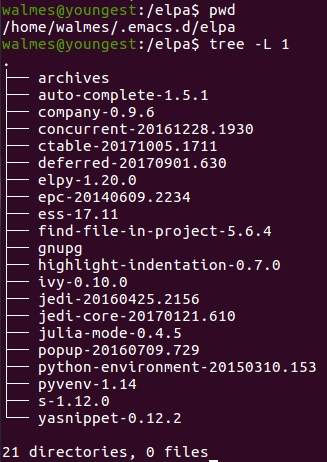 walmes@youngest:/elpa$ pwd
/home/walmes/.emacs.d/elpa
walmes@youngest:/elpa$ tree -L 1
.
├── archives
├── auto-complete-1.5.1
├── company-0.9.6
├── concurrent-20161228.1930
├── ctable-20171005.1711
├── deferred-20170901.630
├── elpy-1.20.0
├── epc-20140609.2234
├── ess-17.11
├── find-file-in-project-5.6.4
├── gnupg
├── highlight-indentation-0.7.0
├── ivy-0.10.0
├── jedi-20160425.2156
├── jedi-core-20170121.610
├── julia-mode-0.4.5
├── popup-20160709.729
├── python-environment-20150310.153
├── pyvenv-1.14
├── s-1.12.0
└── yasnippet-0.12.2

21 directories, 0 files